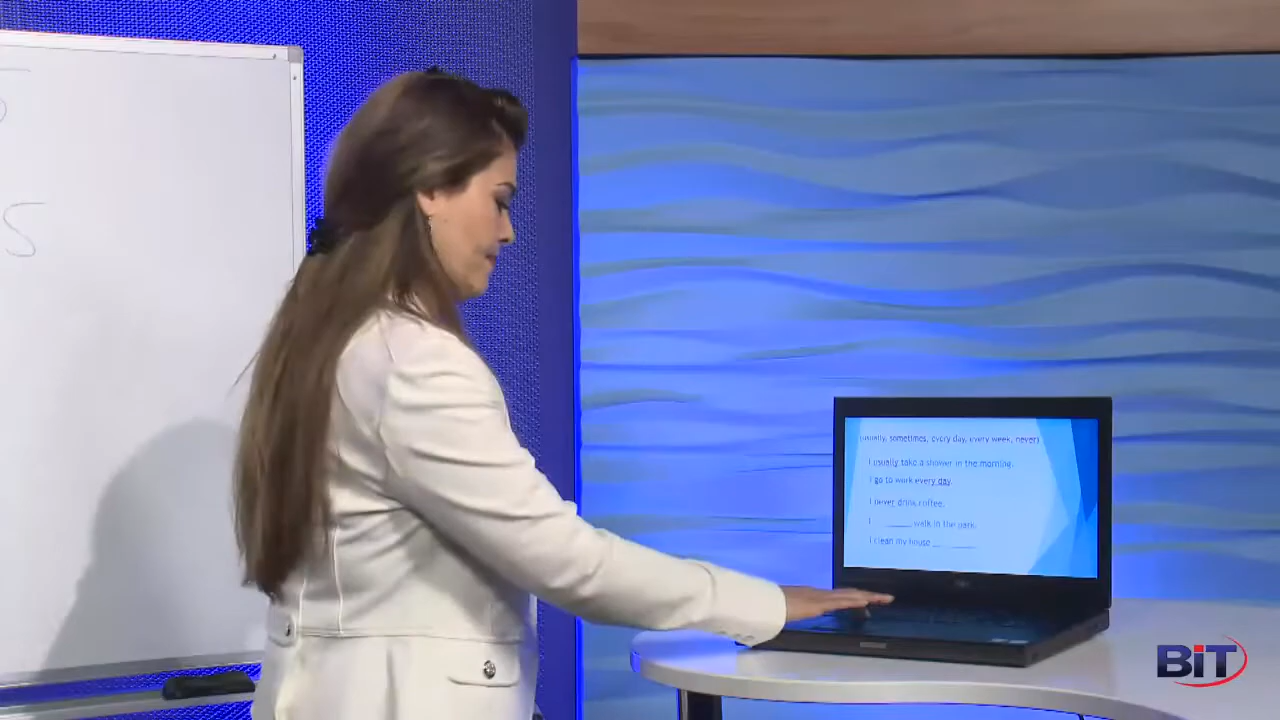 S
(usually, sometimes, every day, every week, never)
I usually take a shower in the morning.
I go to work every day.
I never drink coffee.
I ______ walk in the park.
I clean my house ______
BiT